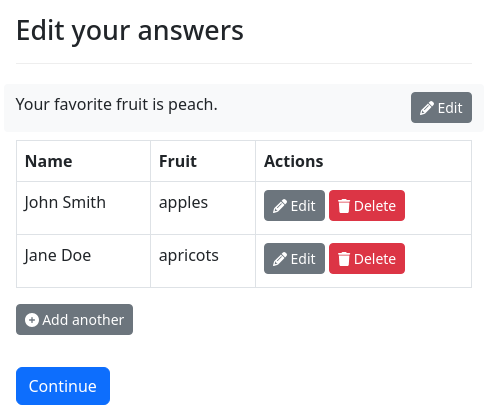 Edit your answers
Your favorite fruit is peach. Edit
Name Fruit Actions
John Smith apples Edit Delete
Jane Doe apricots Edit Delete
Add another
Continue